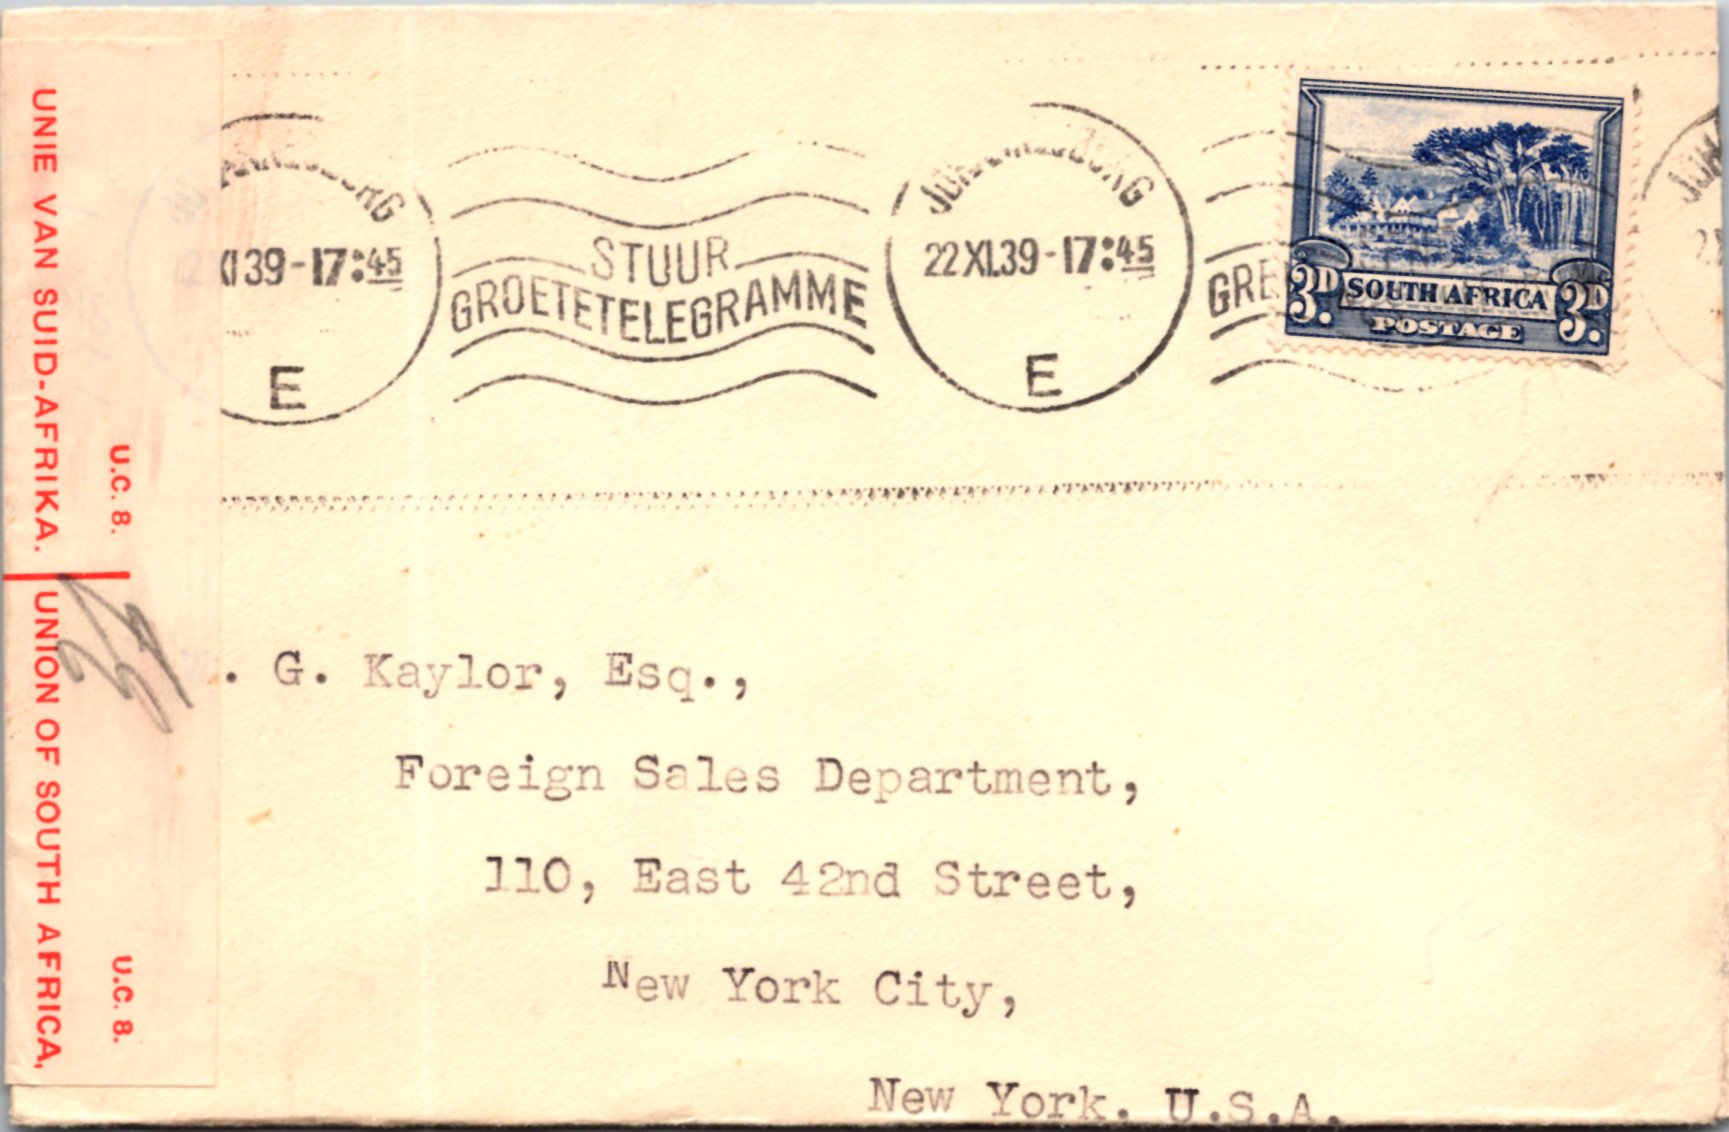 UNIE VAN SUID-AFRIKA.
U.C. 8.
UNION OF SOUTH AFRICA,
U.C. 8.
XI 39-17:45
E
STUUR
GROETETELEGRAMME
JOHANNESBURG
22 XI.39-17:45
E
GRE
3D. SOUTH AFRICA 3D.
POSTAGE
. G. Kaylor, Esq.,
Foreign Sales Department,
110, East 42nd Street,
New York City,
New York. U.S.A.